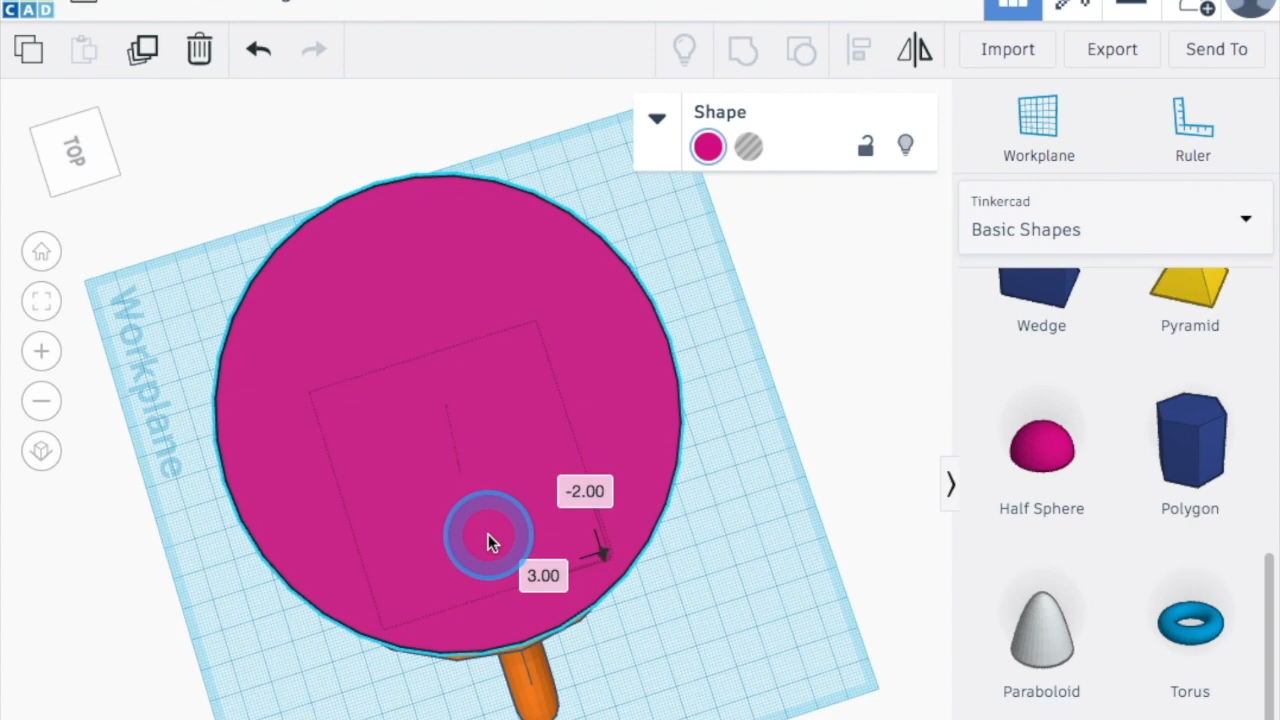 CAD
Import
Export
Send To
Shape
TOP
Workplane
Ruler
Tinkercad
Basic Shapes
Workplane
Wedge
Pyramid
-2.00
Half Sphere
Polygon
3.00
Paraboloid
Torus